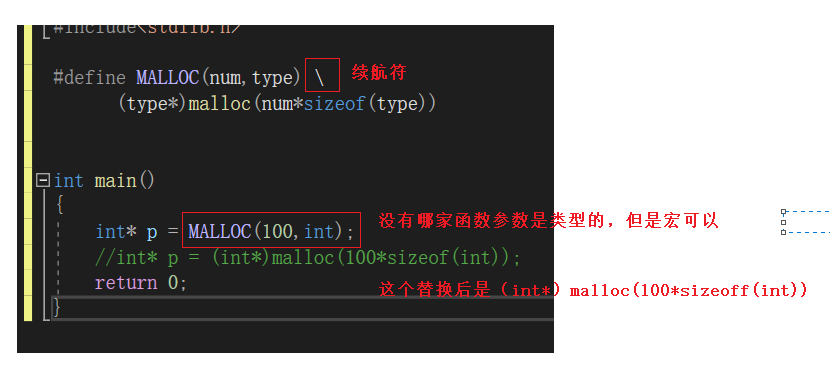 #include<stdlib.h>
#define MALLOC(num,type) \ 续航符
(type*)malloc(num*sizeof(type))
int main()
{
int* p = MALLOC(100,int); 没有哪家函数参数是类型的，但是宏可以
//int* p = (int*)malloc(100*sizeof(int));
return 0; 这个替换后是（int*）malloc(100*sizeoff(int))
}